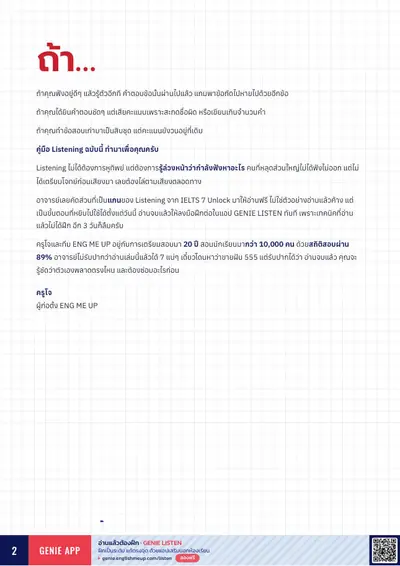 ถ้า...
ถ้าคุณฟังอยู่ดีๆ แล้วรู้ตัวอีกที คำตอบข้อนั้นผ่านไปแล้ว แถมพาข้อถัดไปหายไปด้วยอีกข้อ
ถ้าคุณได้ยินคำตอบชัดๆ แต่เสียคะแนนเพราะสะกดชื่อผิด หรือเขียนเกินจำนวนคำ
ถ้าคุณทำข้อสอบเก่ามาเป็นสิบชุด แต่คะแนนยังวนอยู่ที่เดิม
คู่มือ Listening ฉบับนี้ ทำมาเพื่อคุณครับ
Listening ไม่ได้ต้องการหูทิพย์ แต่ต้องการรู้ล่วงหน้าว่ากำลังฟังหาอะไร คนที่หลุดส่วนใหญ่ไม่ได้ฟังไม่ออก แต่ไม่
ได้เตรียมโจทย์ก่อนเสียงมา เลยต้องไล่ตามเสียงตลอดทาง
อาจารย์เลยคัดส่วนที่เป็นแกนของ Listening จาก IELTS 7 Unlock มาให้อ่านฟรี ไม่ใช่ตัวอย่างอ่านแล้วค้าง แต่
เป็นขั้นตอนที่หยิบไปใช้ได้ตั้งแต่วันนี้ อ่านจบแล้วให้ลงมือฝึกต่อในแอป GENIE LISTEN ทันที เพราะเทคนิคที่อ่าน
แล้วไม่ได้ฝึก อีก 3 วันก็ลืมครับ
ครูโจและทีม ENG ME UP อยู่กับการเตรียมสอบมา 20 ปี สอนนักเรียนมากว่า 10,000 คน ด้วยสถิติสอบผ่าน
89% อาจารย์ไม่รับปากว่าอ่านเล่มนี้แล้วได้ 7 แน่ๆ เดี๋ยวโดนหาว่าขายฝัน 555 แต่รับปากได้ว่า อ่านจบแล้ว คุณจะ
รู้ชัดว่าตัวเองพลาดตรงไหน และต้องซ่อมอะไรก่อน
ครูโจ
ผู้ก่อตั้ง ENG ME UP
2
GENIE APP
อ่านแล้วต้องฝึก · GENIE LISTEN
genie.englishmeup.com/listen